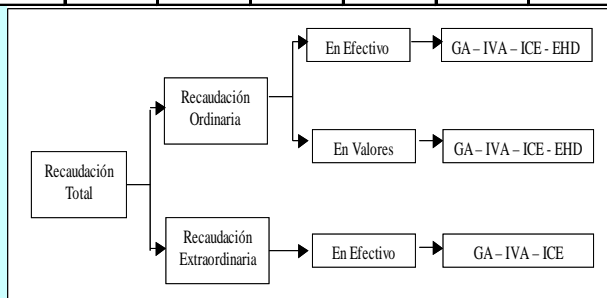 En Efectivo
GA – IVA – ICE - EHD
Recaudación
Ordinaria
En Valores
GA – IVA – ICE - EHD
Recaudación
Total
Recaudación
Extraordinaria
En Efectivo
GA – IVA – ICE